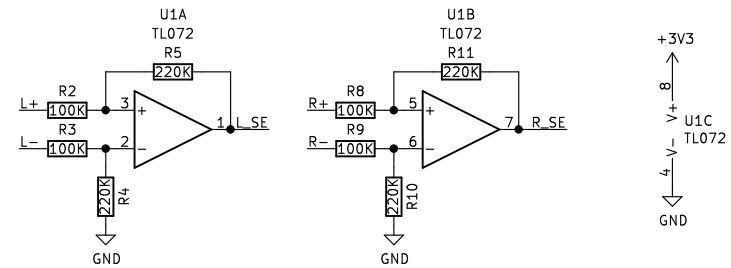 U1A
TL072
R5
220K
L+
R2
100K
3
+
1
L_SE
L-
R3
100K
2
-
220K
R4
GND
U1B
TL072
R11
220K
R+
R8
100K
5
+
7
R_SE
R-
R9
100K
6
-
220K
R10
GND
+3V3
8
V+
U1C
TL072
V-
4
GND